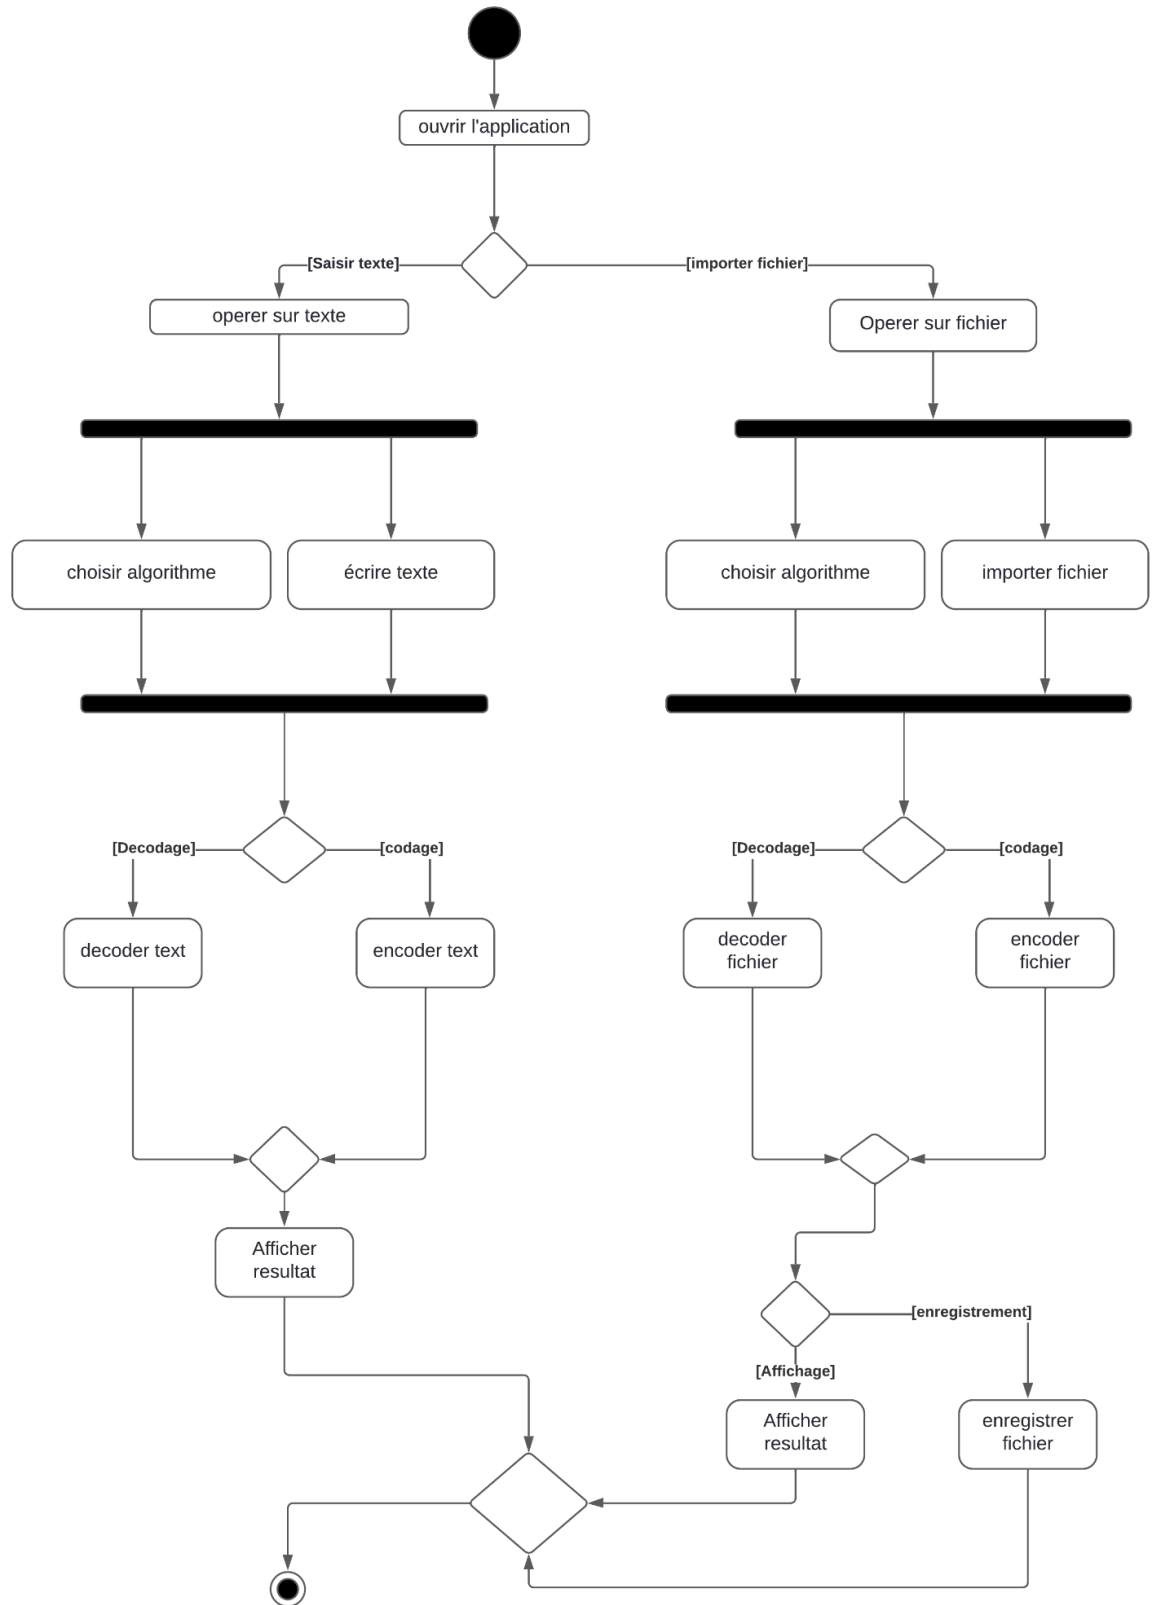 ouvrir l'application
[Saisir texte]
[importer fichier]
operer sur texte
Operer sur fichier
choisir algorithme
écrire texte
choisir algorithme
importer fichier
[Decodage]
[codage]
[Decodage]
[codage]
decoder text
encoder text
decoder
fichier
encoder
fichier
Afficher
resultat
[enregistrement]
[Affichage]
Afficher
resultat
enregistrer
fichier